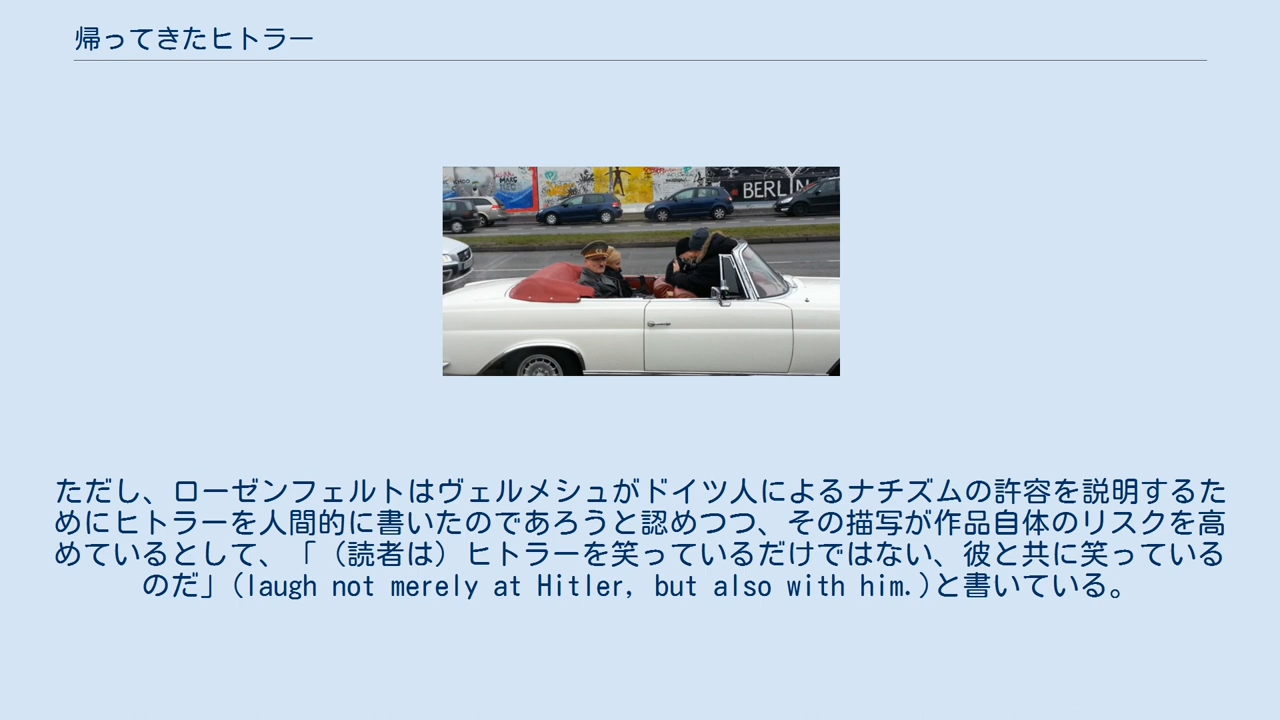 帰ってきたヒトラー
BERLIN
ただし、ローゼンフェルトはヴェルメシュがドイツ人によるナチズムの許容を説明するた
めにヒトラーを人間的に書いたのであろうと認めつつ、その描写が作品自体のリスクを高
めているとして、「（読者は）ヒトラーを笑っているだけではない、彼と共に笑っている
のだ」(laugh not merely at Hitler, but also with him.)と書いている。